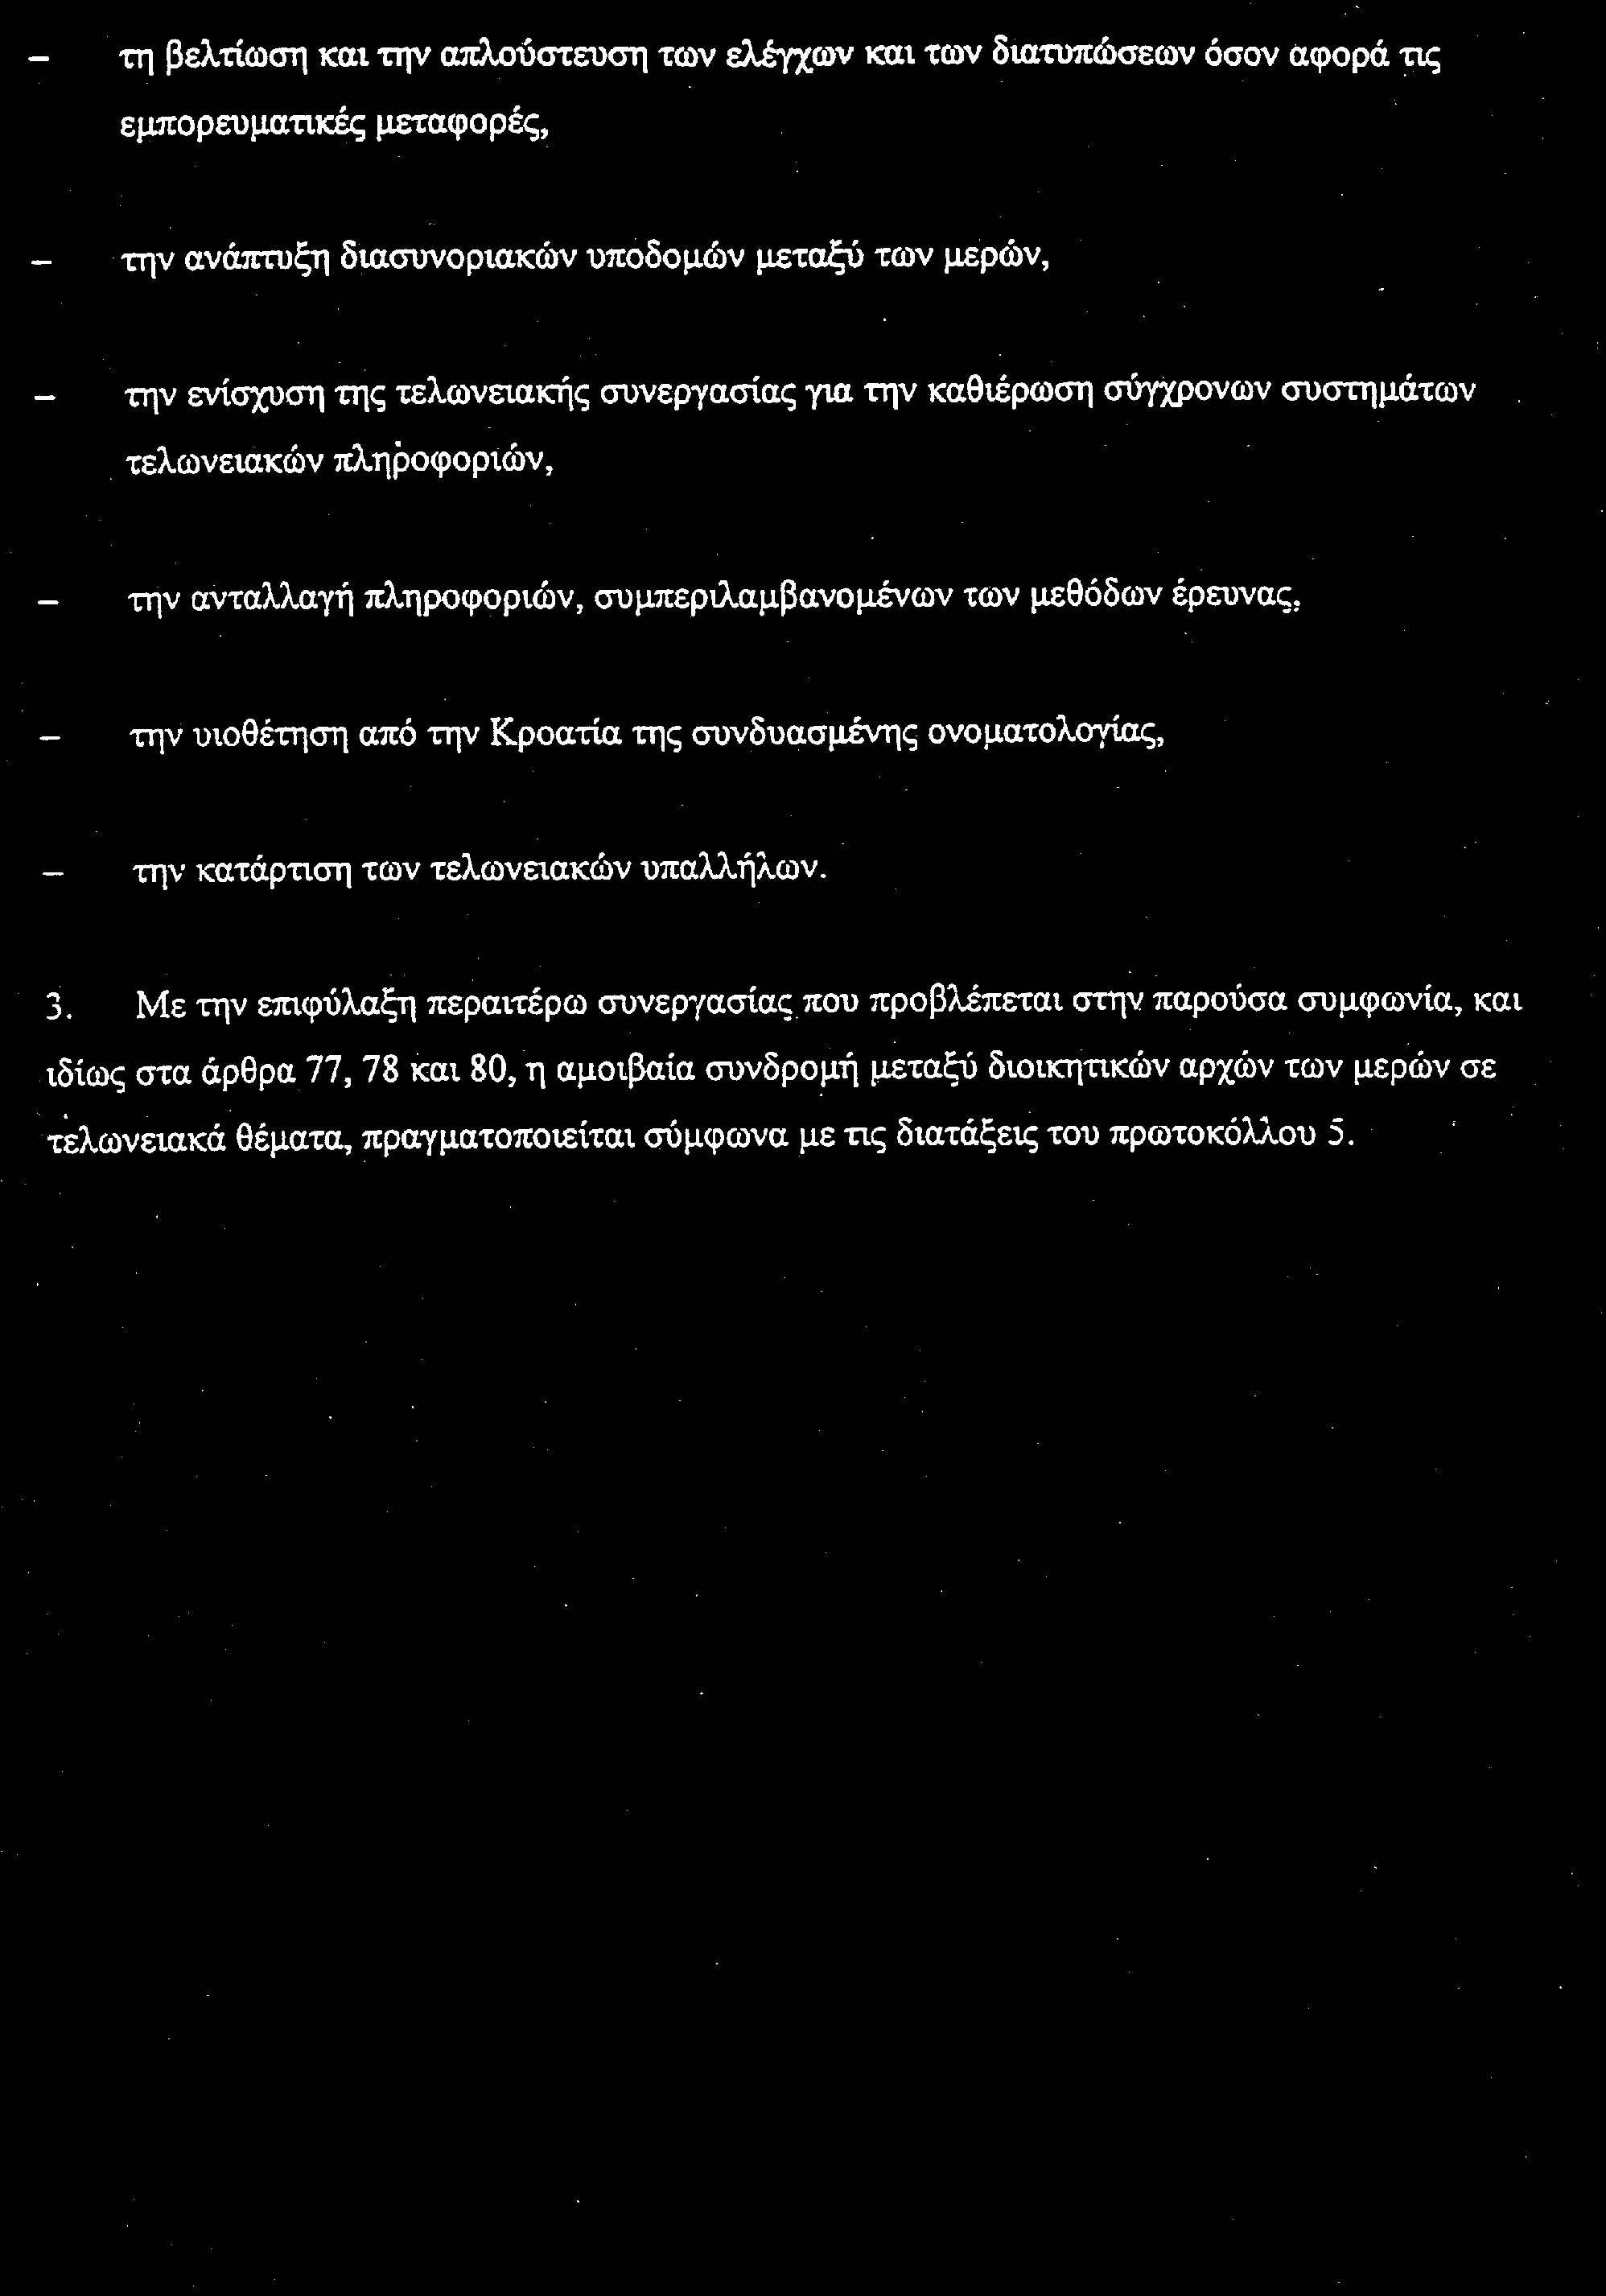 – τη βελτίωση και την απλούστευση των ελέγχων και των διατυπώσεων όσον αφορά τις
εμπορευματικές μεταφορές,
– την ανάπτυξη διασυνοριακών υποδομών μεταξύ των μερών,
– την ενίσχυση της τελωνειακής συνεργασίας για την καθιέρωση σύγχρονων συστημάτων
τελωνειακών πληροφοριών,
– την ανταλλαγή πληροφοριών, συμπεριλαμβανομένων των μεθόδων έρευνας,
– την υιοθέτηση από την Κροατία της συνδυασμένης ονοματολογίας,
– την κατάρτιση των τελωνειακών υπαλλήλων.
3. Με την επιφύλαξη περαιτέρω συνεργασίας που προβλέπεται στην παρούσα συμφωνία, και
ιδίως στα άρθρα 77, 78 και 80, η αμοιβαία συνδρομή μεταξύ διοικητικών αρχών των μερών σε
τελωνειακά θέματα, πραγματοποιείται σύμφωνα με τις διατάξεις του πρωτοκόλλου 5.